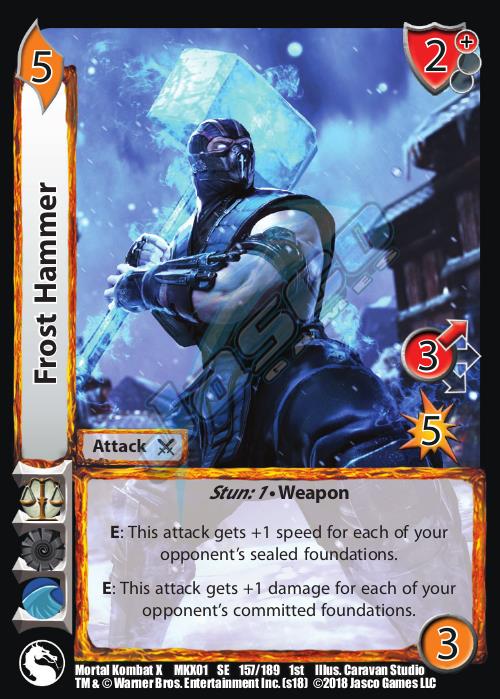 5
2 +
Frost Hammer
JASCO
GAMES
3
5
Attack
Stun: 1 • Weapon
E: This attack gets +1 speed for each of your
opponent's sealed foundations.
E: This attack gets +1 damage for each of your
opponent's committed foundations.
3
Mortal Kombat X MKX01 SE 157/189 1st Illus. Caravan Studio
TM & © Warner Bros. Entertainment Inc. (s18) ©2018 Jasco Games LLC